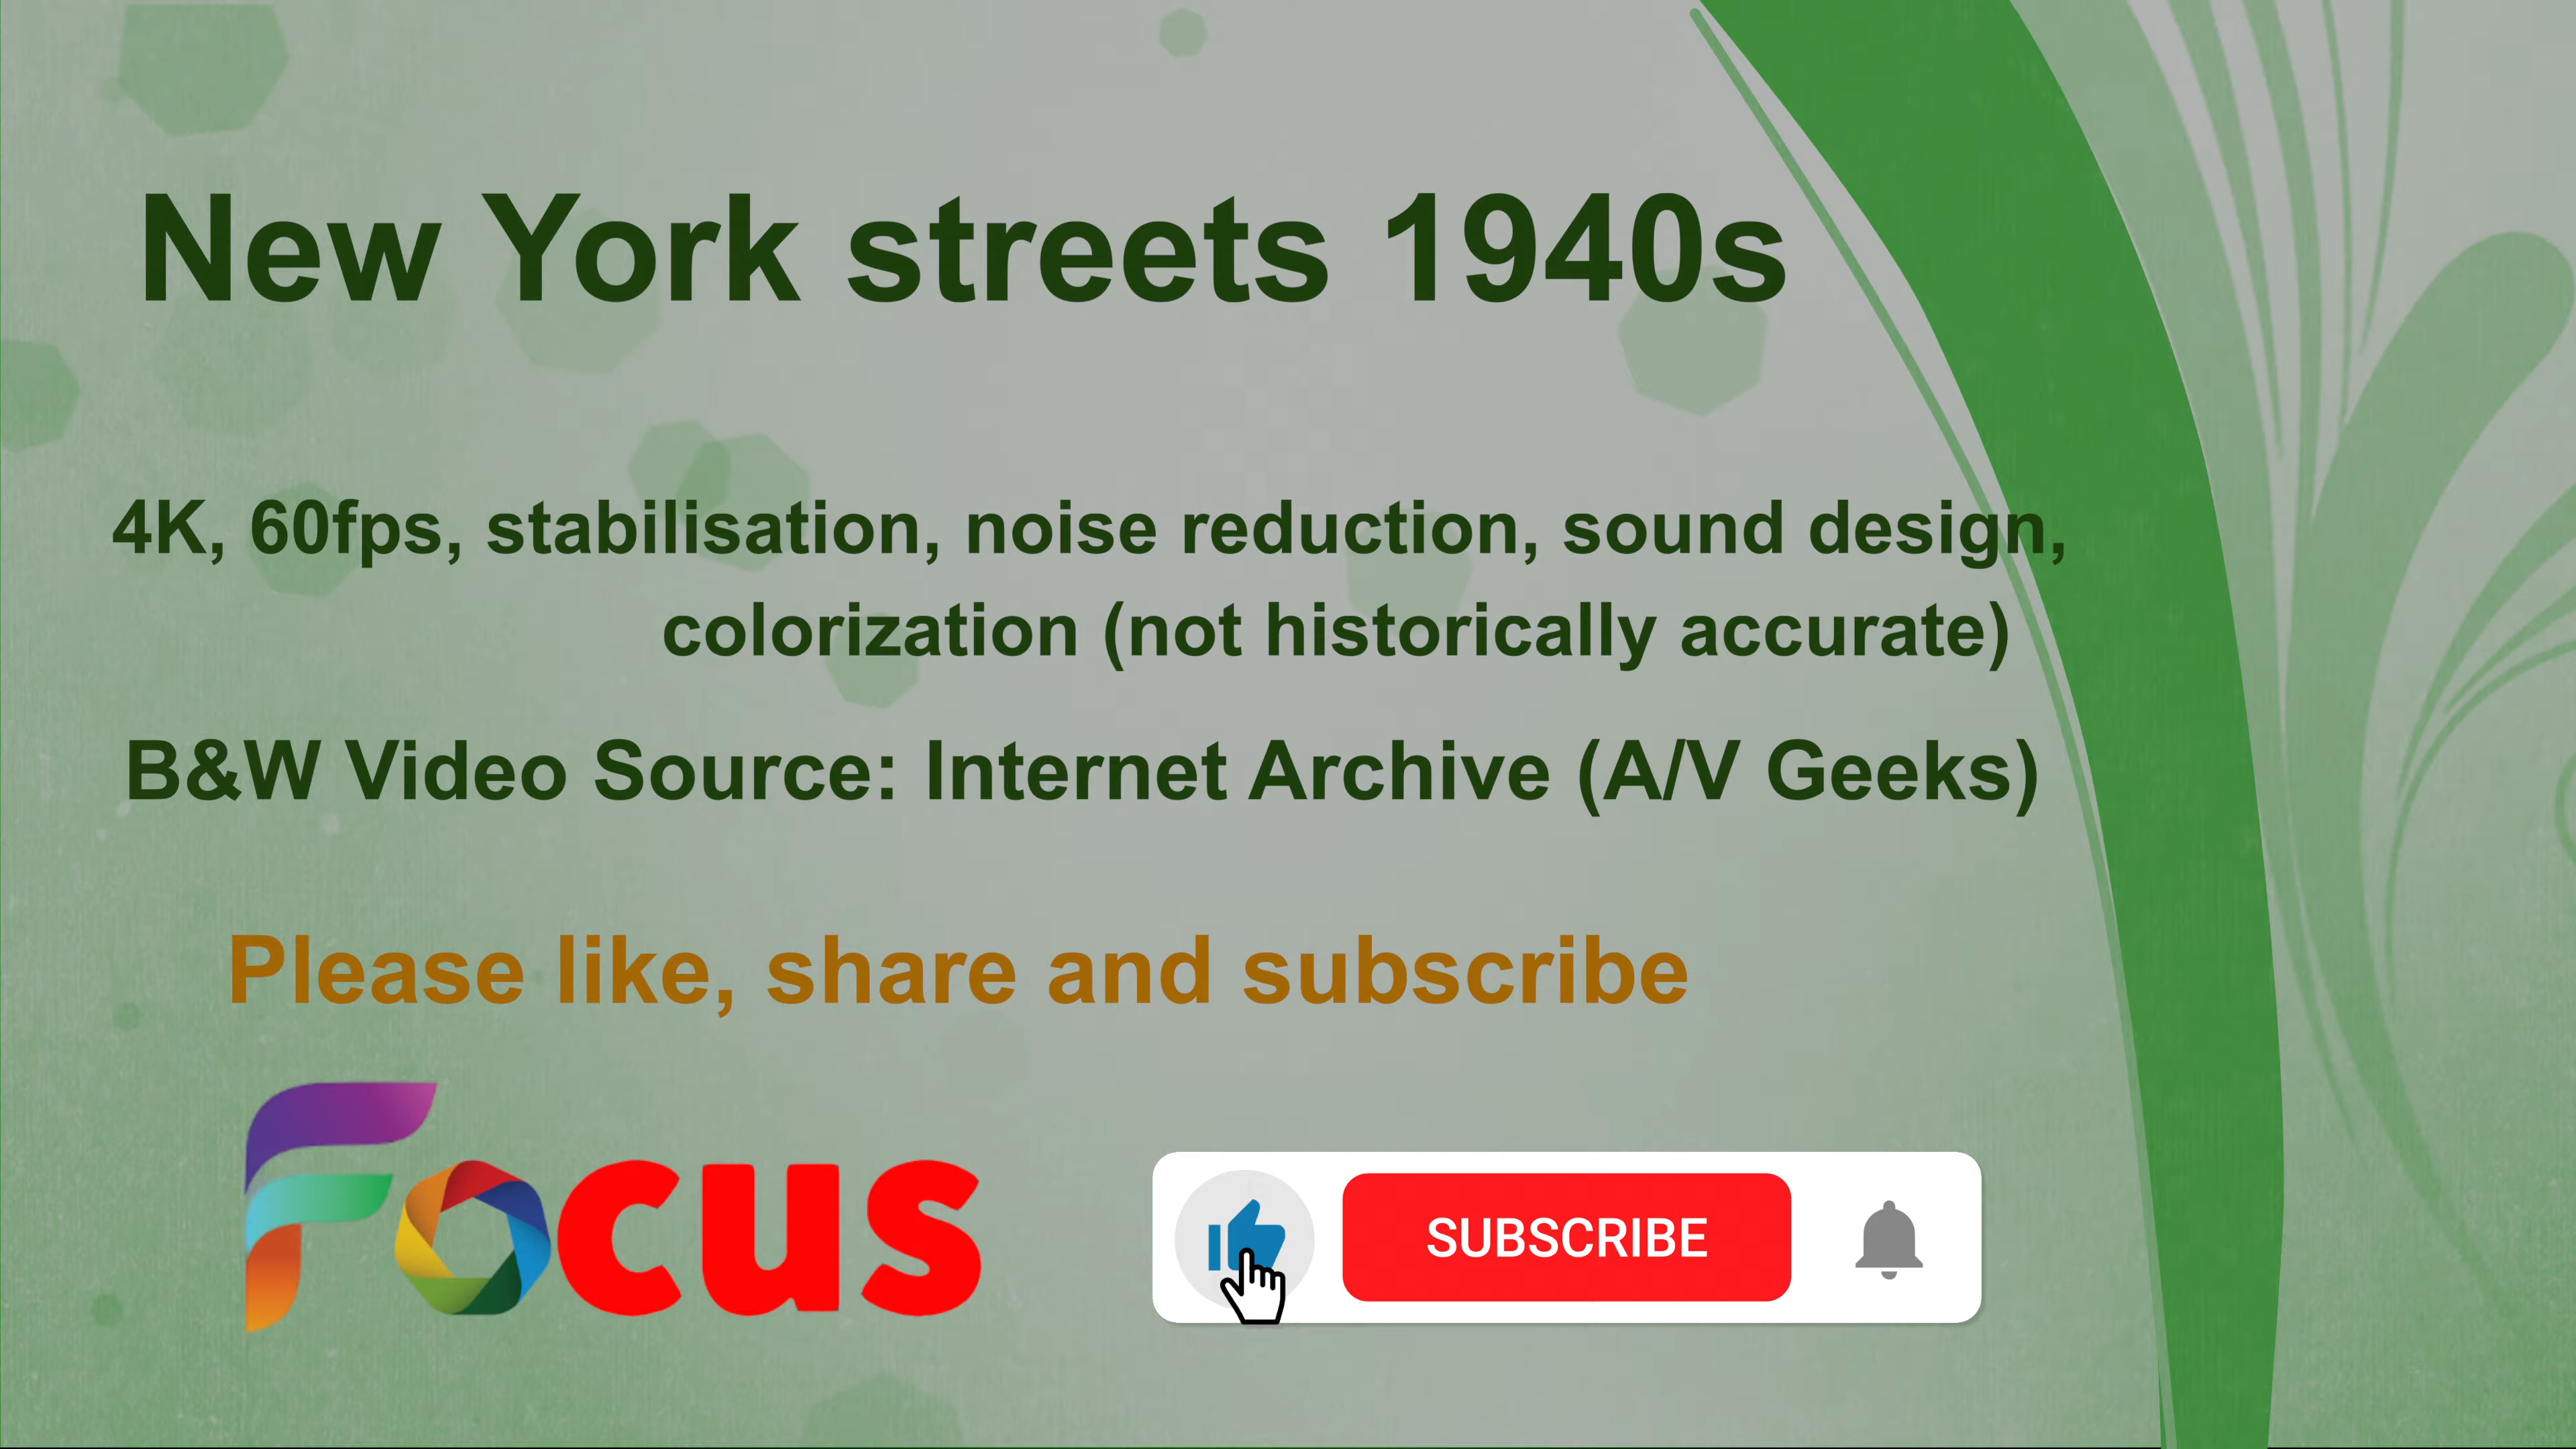 New York streets 1940s
4K, 60fps, stabilisation, noise reduction, sound design,
colorization (not historically accurate)
B&W Video Source: Internet Archive (A/V Geeks)
Please like, share and subscribe
Focus
SUBSCRIBE